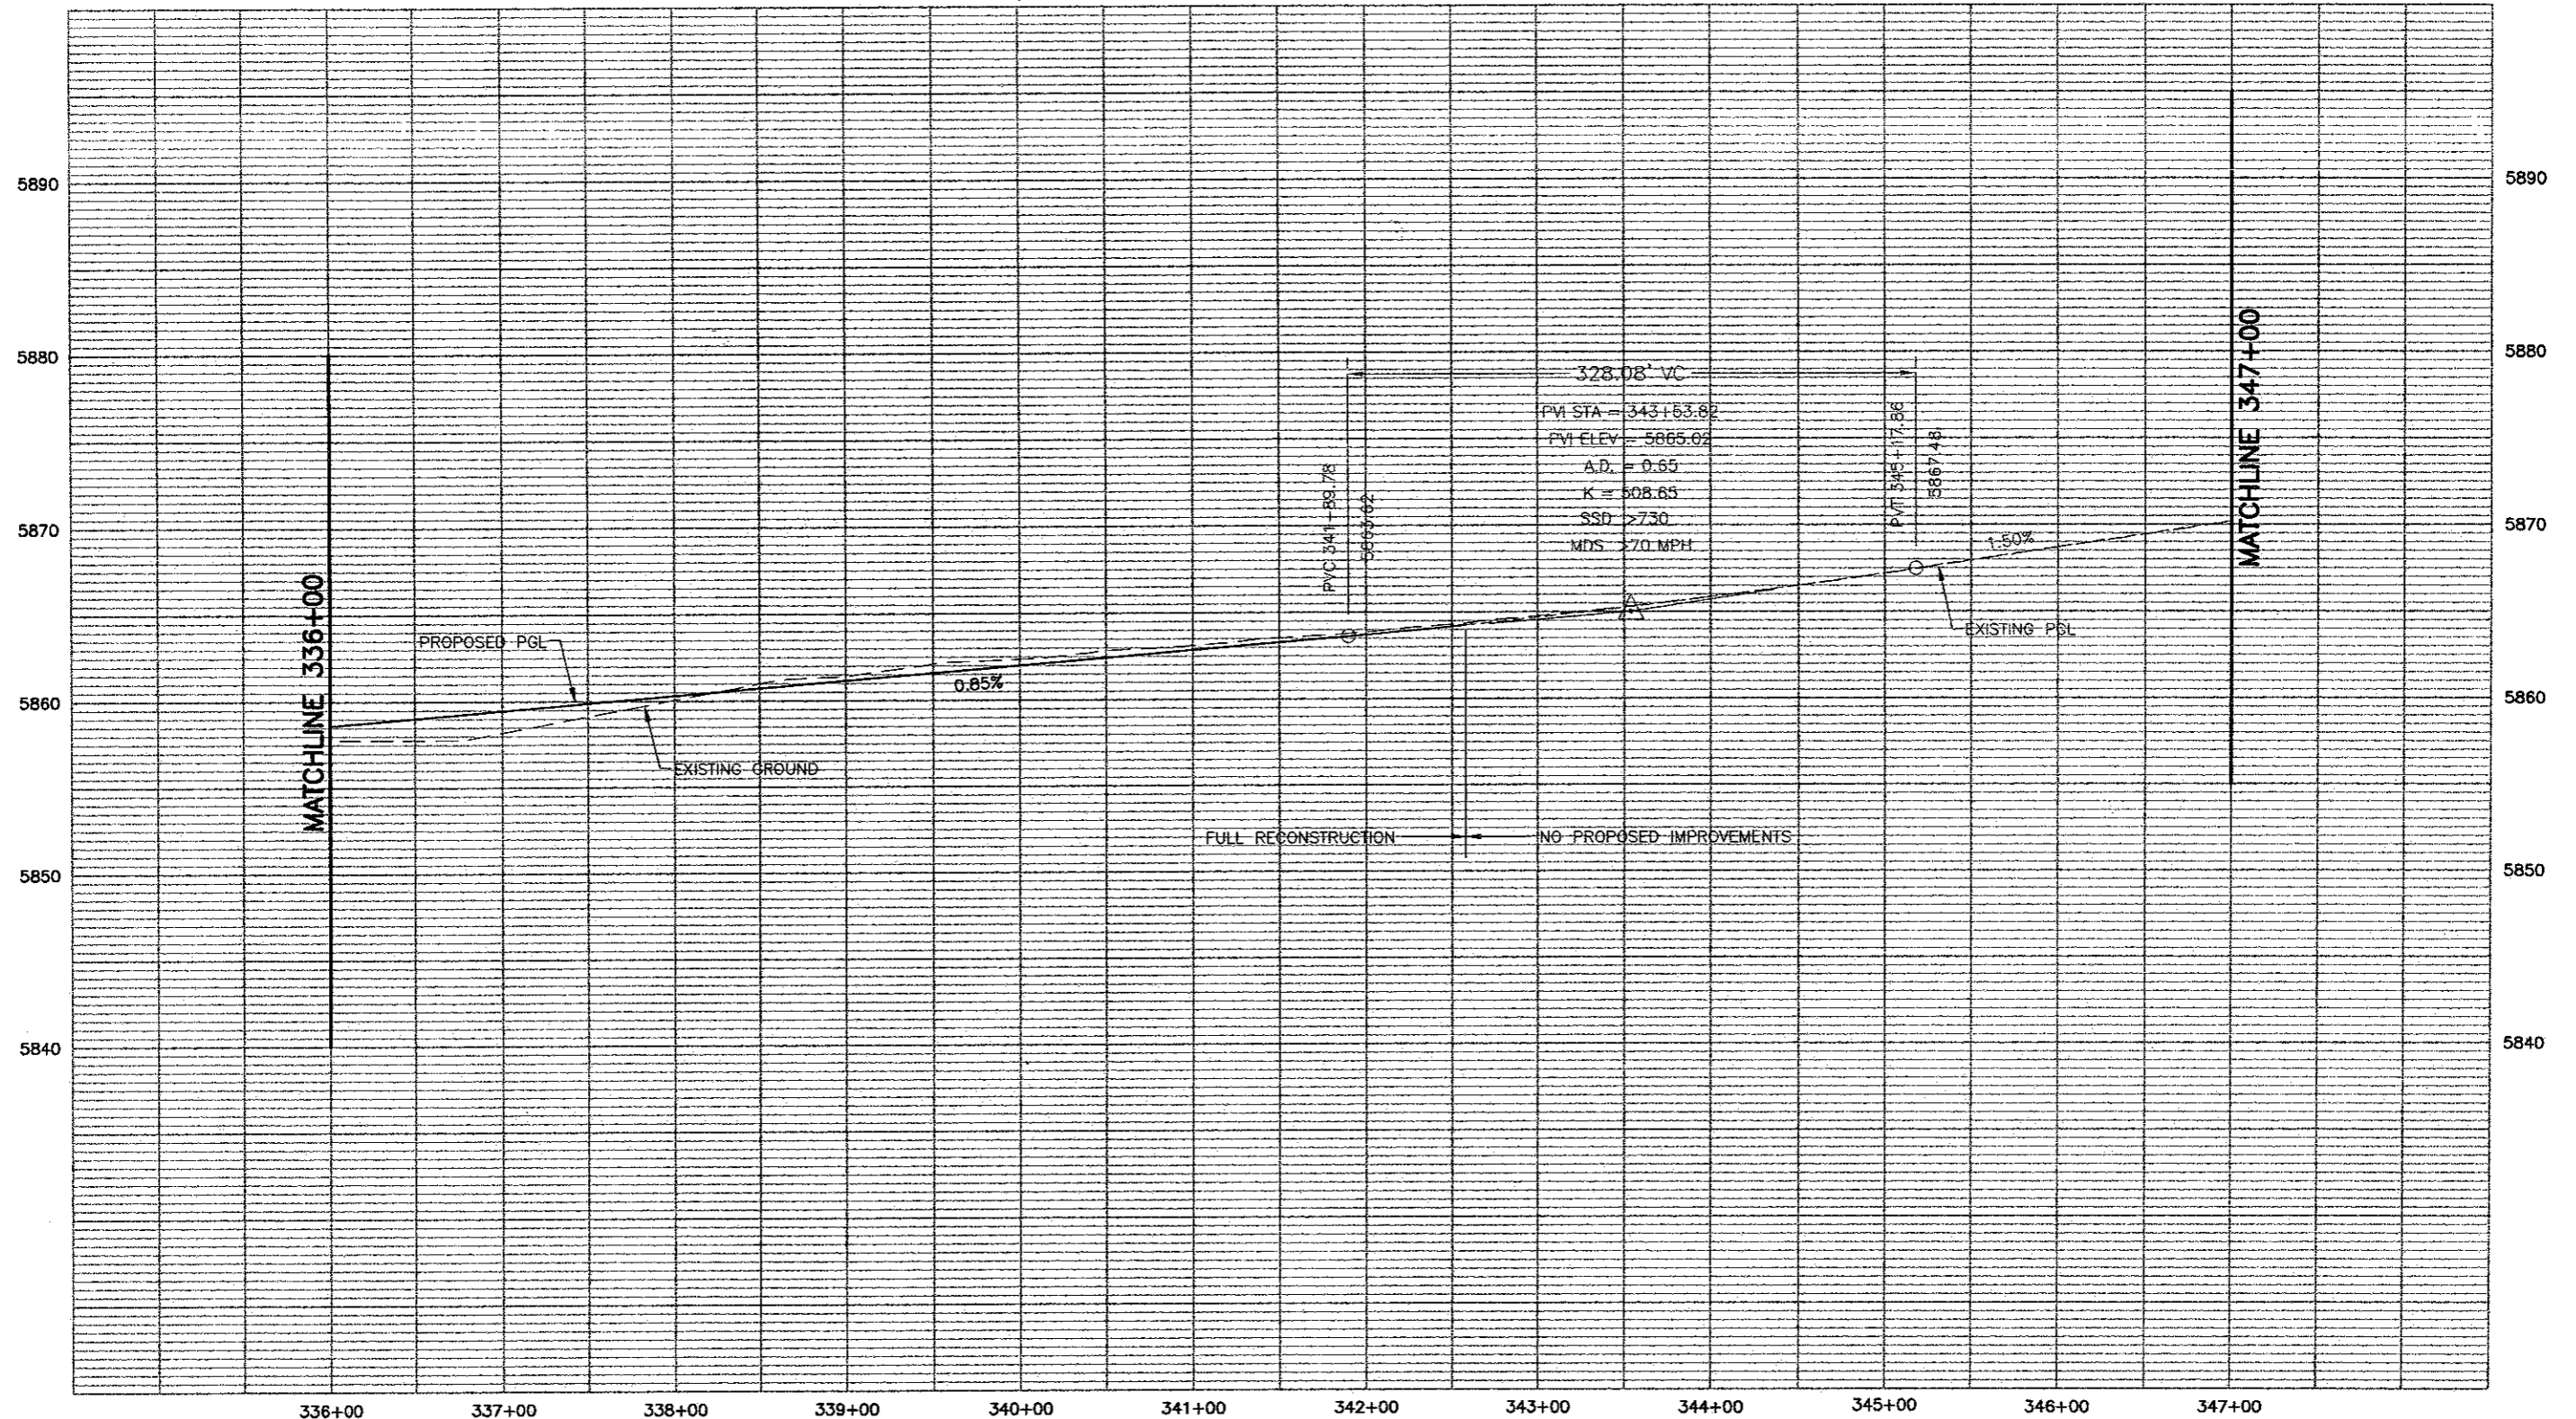 5890
5890
5880
5880
5870
5870
5860
5860
5850
5850
5840
5840
MATCHLINE 336+00
MATCHLINE 347+00
328.08' VC
PVI STA = 343+53.82
PVI ELEV = 5865.02
A.D. = 0.65
K = 508.65
SSD >730
MDS >70 MPH
PVC 341+89.78
5863.62
PVT 345+17.86
5867.48
1.50%
PROPOSED PGL
0.85%
EXISTING PGL
EXISTING GROUND
FULL RECONSTRUCTION
NO PROPOSED IMPROVEMENTS
336+00 337+00 338+00 339+00 340+00 341+00 342+00 343+00 344+00 345+00 346+00 347+00